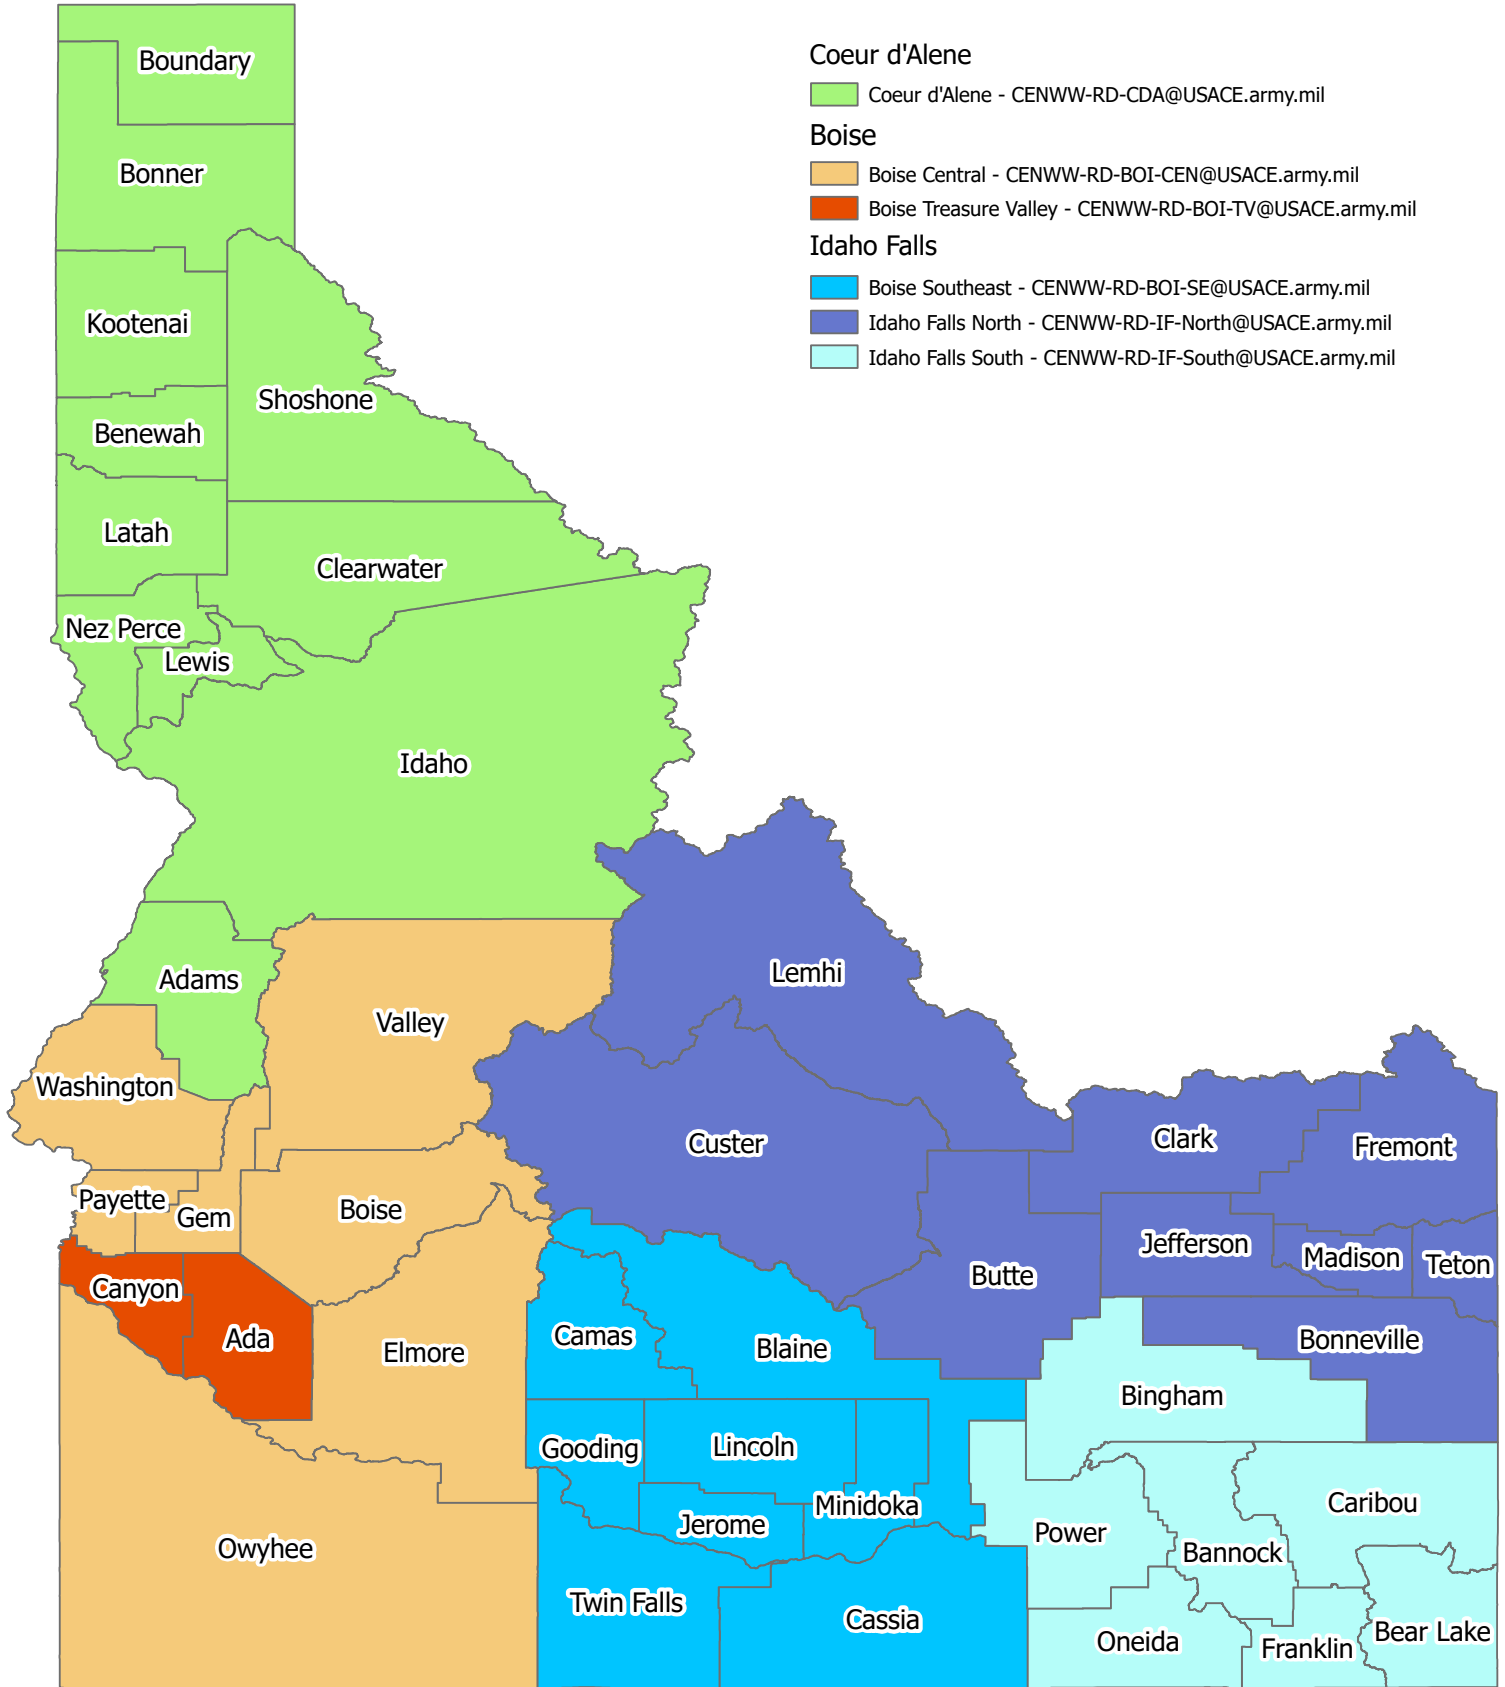 Coeur d'Alene
Coeur d'Alene - CENWW-RD-CDA@USACE.army.mil
Boise
Boise Central - CENWW-RD-BOI-CEN@USACE.army.mil
Boise Treasure Valley - CENWW-RD-BOI-TV@USACE.army.mil
Idaho Falls
Boise Southeast - CENWW-RD-BOI-SE@USACE.army.mil
Idaho Falls North - CENWW-RD-IF-North@USACE.army.mil
Idaho Falls South - CENWW-RD-IF-South@USACE.army.mil
Boundary
Bonner
Kootenai
Shoshone
Benewah
Latah
Clearwater
Nez Perce
Lewis
Idaho
Adams
Lemhi
Valley
Washington
Custer
Clark
Fremont
Payette
Gem
Boise
Jefferson
Madison
Teton
Butte
Canyon
Ada
Elmore
Camas
Blaine
Bonneville
Bingham
Gooding
Lincoln
Minidoka
Jerome
Power
Caribou
Owyhee
Bannock
Twin Falls
Cassia
Oneida
Franklin
Bear Lake